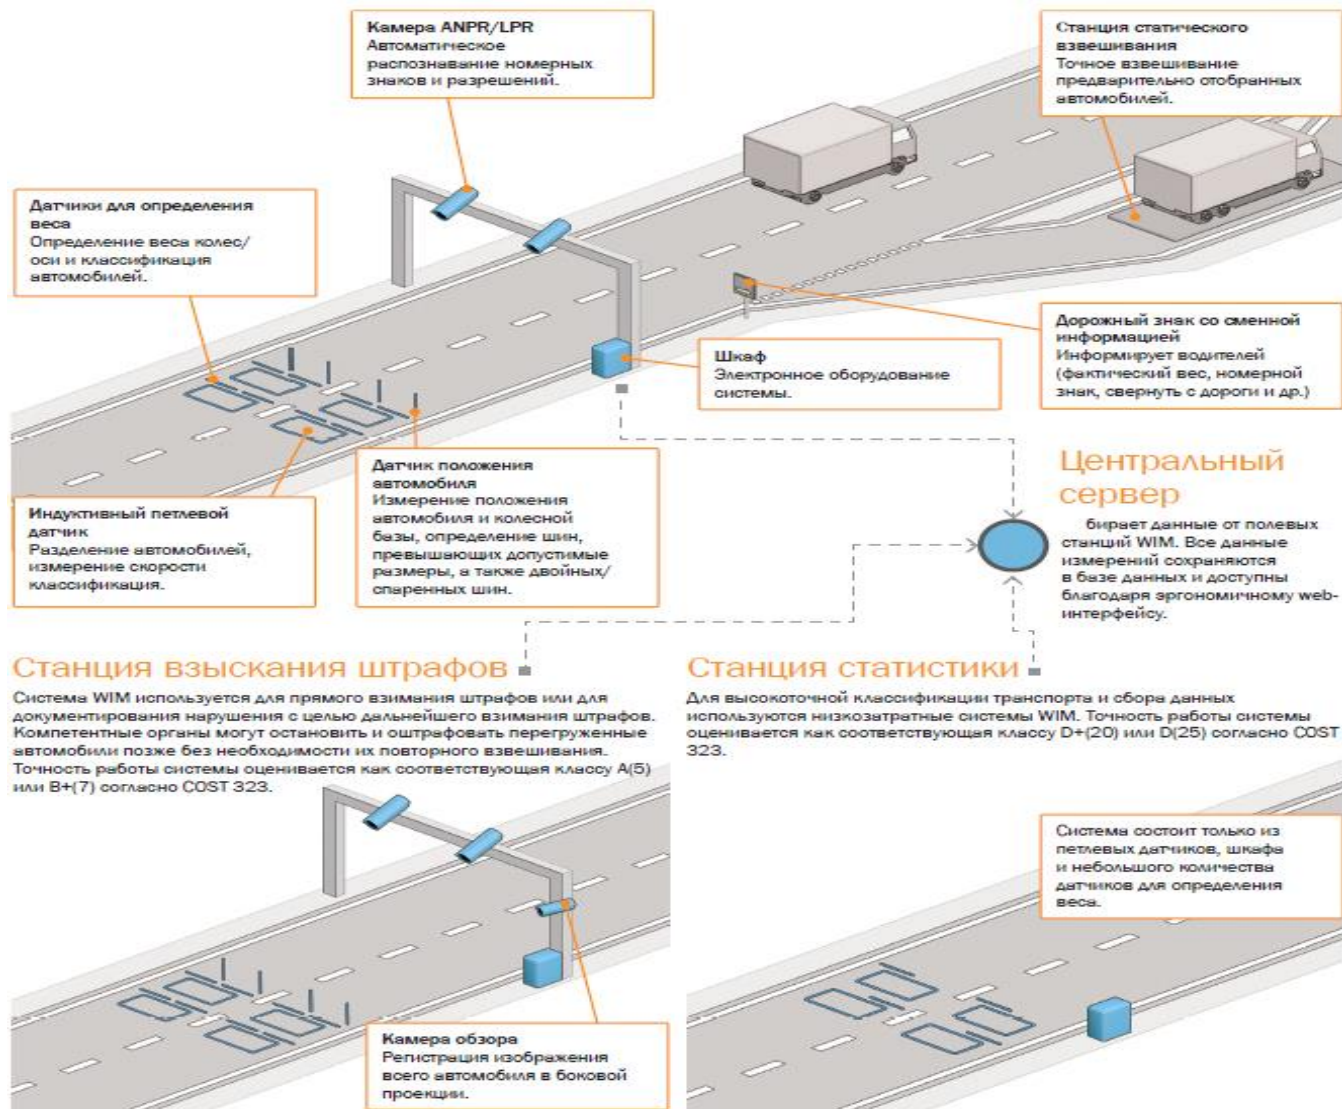 Камера ANPR/LPR
Автоматическое
распознавание номерных
знаков и разрешений.
Станция статического
взвешивания
Точное взвешивание
предварительно отобранных
автомобилей.
Датчики для определения
веса
Определение веса колес/
оси и классификация
автомобилей.
Дорожный знак со сменной
информацией
Информирует водителей
(фактический вес, номерной
знак, свернуть с дороги и др.)
Шкаф
Электронное оборудование
системы.
Индуктивный петлевой
датчик
Разделение автомобилей,
измерение скорости
классификация.
Датчик положения
автомобиля
Измерение положения
автомобиля и колесной
базы, определение шин,
превышающих допустимые
размеры, а также двойных/
спаренных шин.
Центральный
сервер
бирает данные от полевых
станций WIM. Все данные
измерений сохраняются
в базе данных и доступны
благодаря эргономичному web-
интерфейсу.
Станция взыскания штрафов
Система WIM используется для прямого взимания штрафов или для
документирования нарушения с целью дальнейшего взимания штрафов.
Компетентные органы могут остановить и оштрафовать перегруженные
автомобили позже без необходимости их повторного взвешивания.
Точность работы системы оценивается как соответствующая классу A(5)
или B+(7) согласно COST 323.
Станция статистики
Для высокоточной классификации транспорта и сбора данных
используются низкозатратные системы WIM. Точность работы системы
оценивается как соответствующая классу D+(20) или D(25) согласно COST
323.
Камера обзора
Регистрация изображения
всего автомобиля в боковой
проекции.
Система состоит только из
петлевых датчиков, шкафа
и небольшого количества
датчиков для определения
веса.